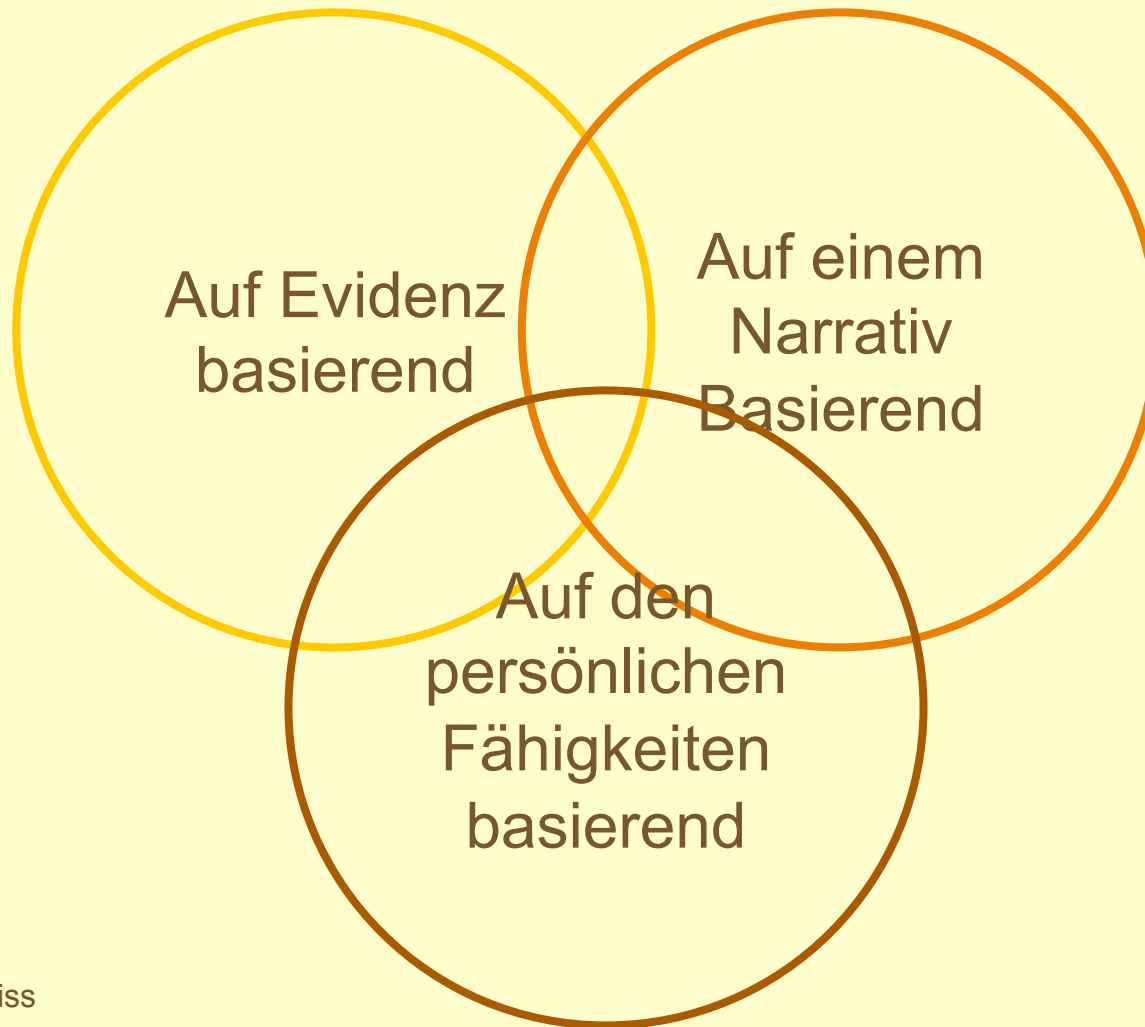 Auf Evidenz
basierend
Auf einem
Narrativ
Basierend
Auf den
persönlichen
Fähigkeiten
basierend
iss